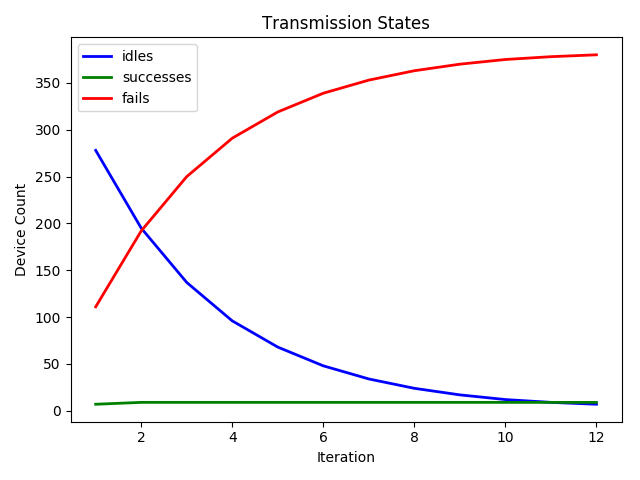 Transmission States
idles
successes
fails
Device Count
350
300
250
200
150
100
50
0
2 4 6 8 10 12
Iteration